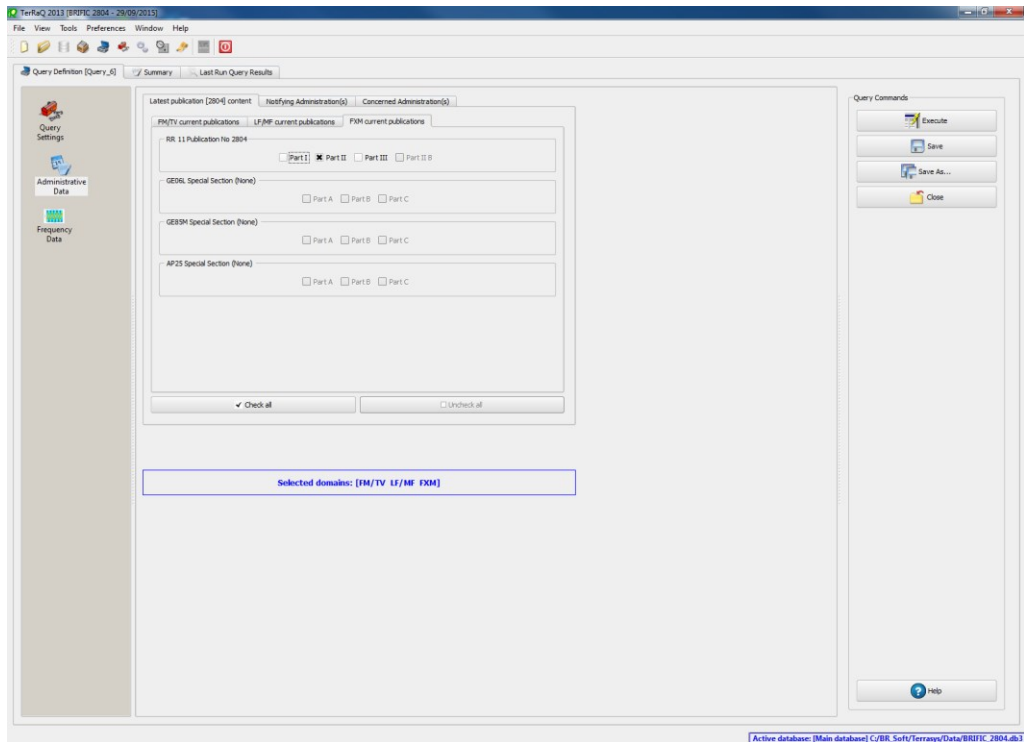 TerRaQ 2013 [BRIFIC 2804 - 29/09/2015]
File View Tools Preferences Window Help
Query Definition [Query_6] Summary Last Run Query Results
Query Settings
Administrative Data
Frequency Data
Latest publication [2804] content Notifying Administration(s) Concerned Administration(s)
FM/TV current publications LF/MF current publications FXM current publications
RR 11 Publication No 2804
Part I Part II Part III Part II B
GE06L Special Section (None)
Part A Part B Part C
GE85M Special Section (None)
Part A Part B Part C
AP25 Special Section (None)
Part A Part B Part C
Check all Uncheck all
Selected domains: [FM/TV LF/MF FXM]
Query Commands
Execute
Save
Save As...
Close
Help
Active database: [Main database] C:/BR_Soft/Terrasys/Data/BRIFIC_2804.db3